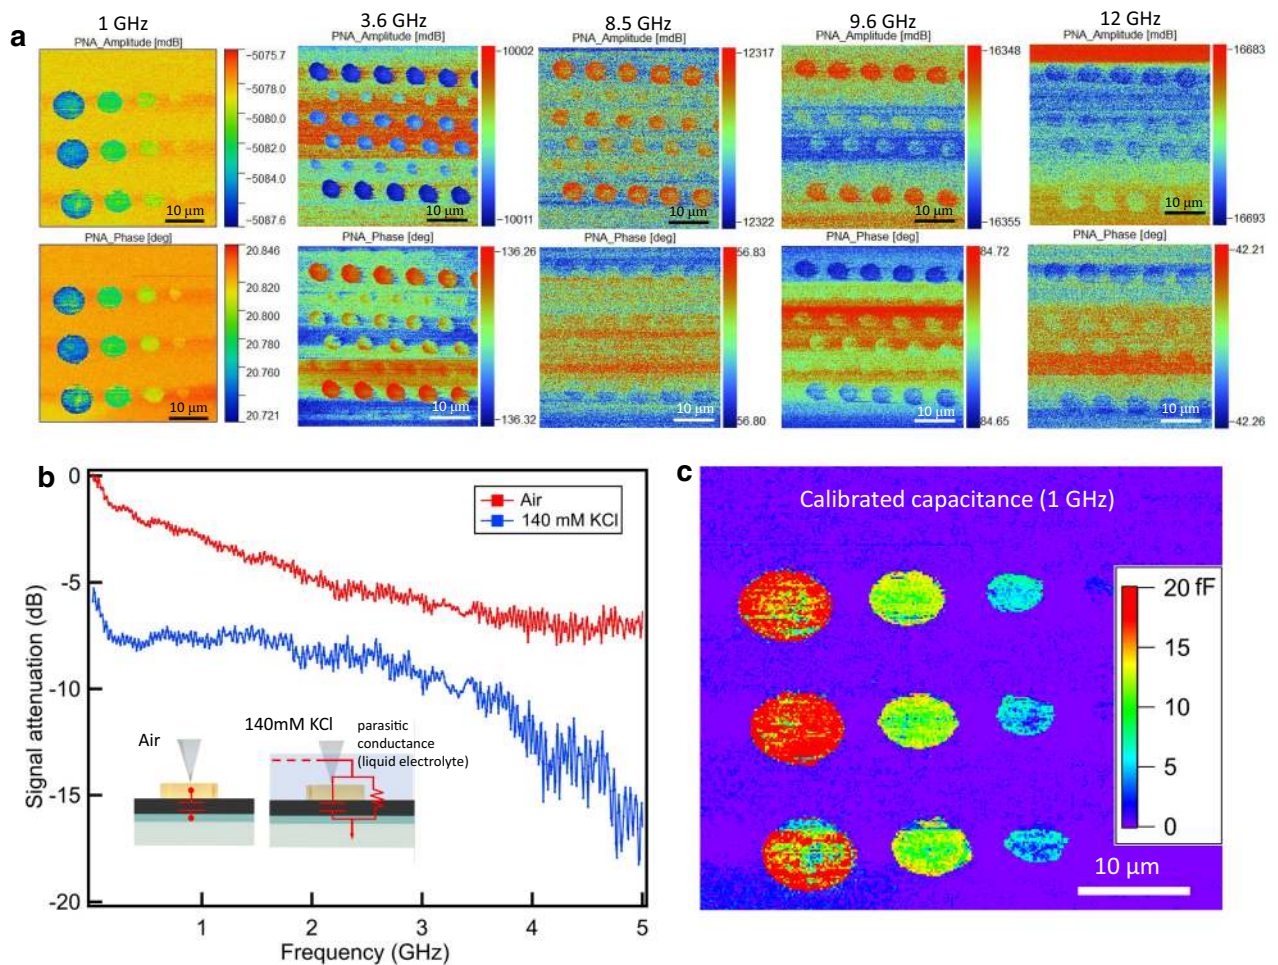 a
1 GHz
3.6 GHz
8.5 GHz
9.6 GHz
12 GHz
PNA_Amplitude [mdB]
PNA_Amplitude [mdB]
PNA_Amplitude [mdB]
PNA_Amplitude [mdB]
PNA_Amplitude [mdB]
−5075.7
−5078.0
−5080.0
−5082.0
−5084.0
−5087.6
10 µm
−10002
−10011
10 µm
−12317
−12322
10 µm
−16348
−16355
10 µm
−16683
−16693
10 µm
PNA_Phase [deg]
PNA_Phase [deg]
PNA_Phase [deg]
PNA_Phase [deg]
PNA_Phase [deg]
20.846
20.820
20.800
20.780
20.760
20.721
10 µm
−136.26
−136.32
10 µm
56.83
56.80
10 µm
84.72
84.65
10 µm
−42.21
−42.26
10 µm
b
0
-5
-10
-15
-20
Signal attenuation (dB)
Air
140 mM KCl
Air
140mM KCl
parasitic
conductance
(liquid electrolyte)
1
2
3
4
5
Frequency (GHz)
c
Calibrated capacitance (1 GHz)
20 fF
15
10
5
0
10 µm